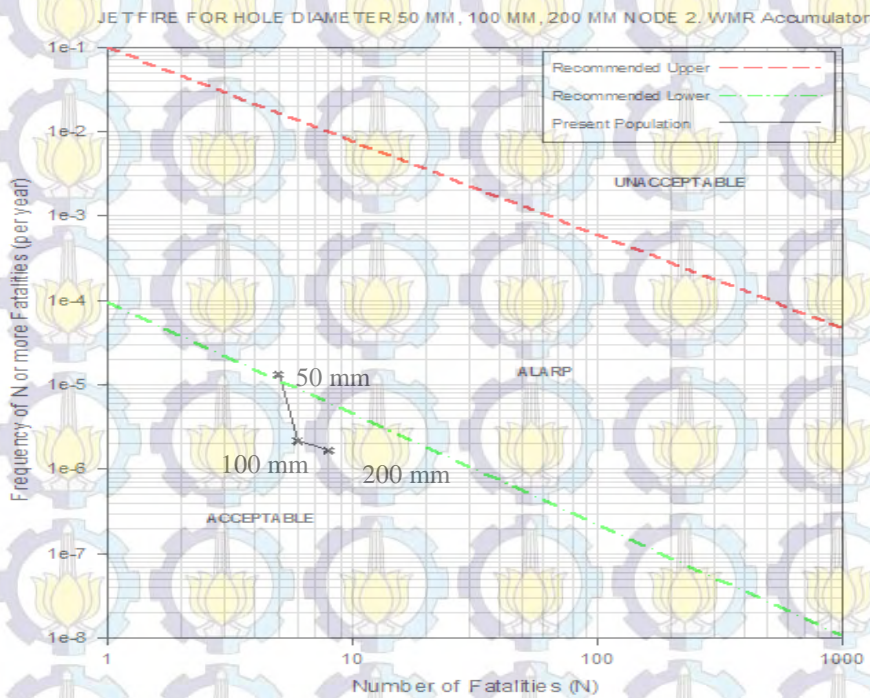 JET FIRE FOR HOLE DIAMETER 50 MM, 100 MM, 200 MM NODE 2. WMR Accumulator
1e-1
1e-2
1e-3
1e-4
1e-5
1e-6
1e-7
1e-8
Frequency of N or more Fatalities (per year)
Recommended Upper
Recommended Lower
Present Population
UNACCEPTABLE
ALARP
50 mm
100 mm
200 mm
ACCEPTABLE
1 10 100 1000
Number of Fatalities (N)